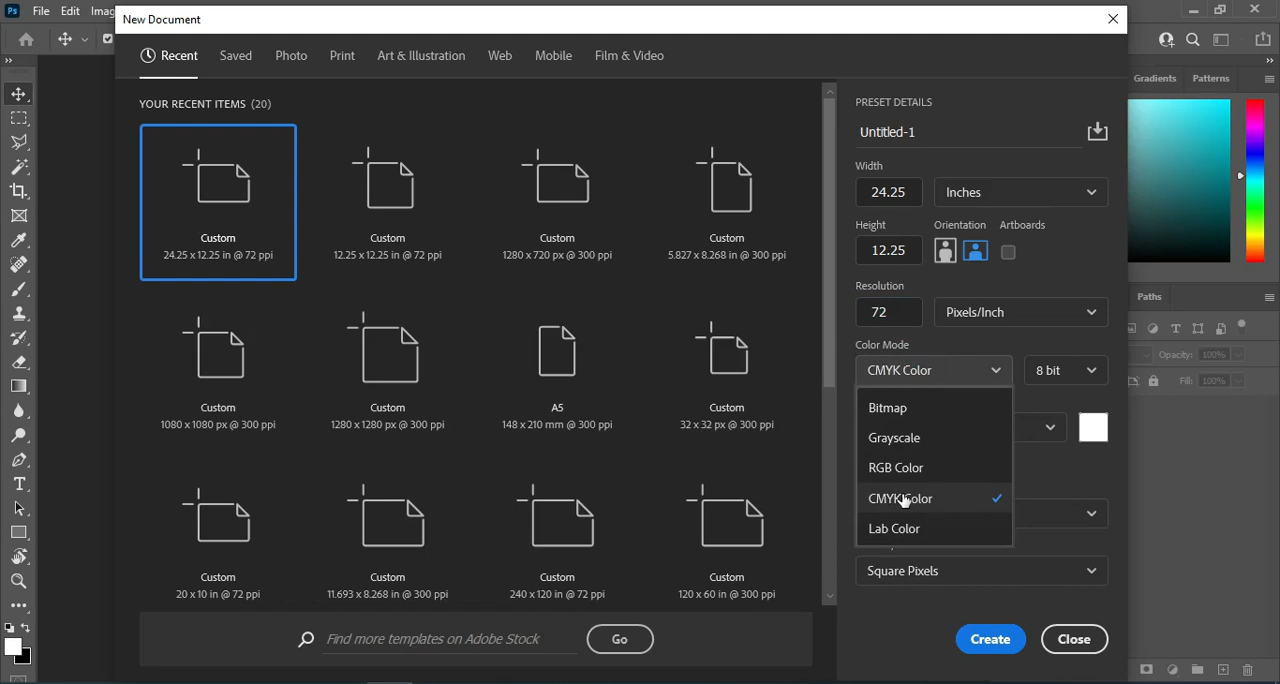 Ps File Edit Imag
New Document
Recent Saved Photo Print Art & Illustration Web Mobile Film & Video
YOUR RECENT ITEMS (20)
Custom
24.25 x 12.25 in @ 72 ppi
Custom
12.25 x 12.25 in @ 72 ppi
Custom
1280 x 720 px @ 300 ppi
Custom
5.827 x 8.268 in @ 300 ppi
Custom
1080 x 1080 px @ 300 ppi
Custom
1280 x 1280 px @ 300 ppi
A5
148 x 210 mm @ 300 ppi
Custom
32 x 32 px @ 300 ppi
Custom
20 x 10 in @ 72 ppi
Custom
11.693 x 8.268 in @ 300 ppi
Custom
240 x 120 in @ 72 ppi
Custom
120 x 60 in @ 300 ppi
Find more templates on Adobe Stock Go
PRESET DETAILS
Untitled-1
Width
24.25 Inches
Height Orientation Artboards
12.25
Resolution
72 Pixels/Inch
Color Mode
CMYK Color 8 bit
Bitmap
Grayscale
RGB Color
CMYK Color
Lab Color
Square Pixels
Create Close
Gradients Patterns
Paths
Opacity: 100%
Fill: 100%